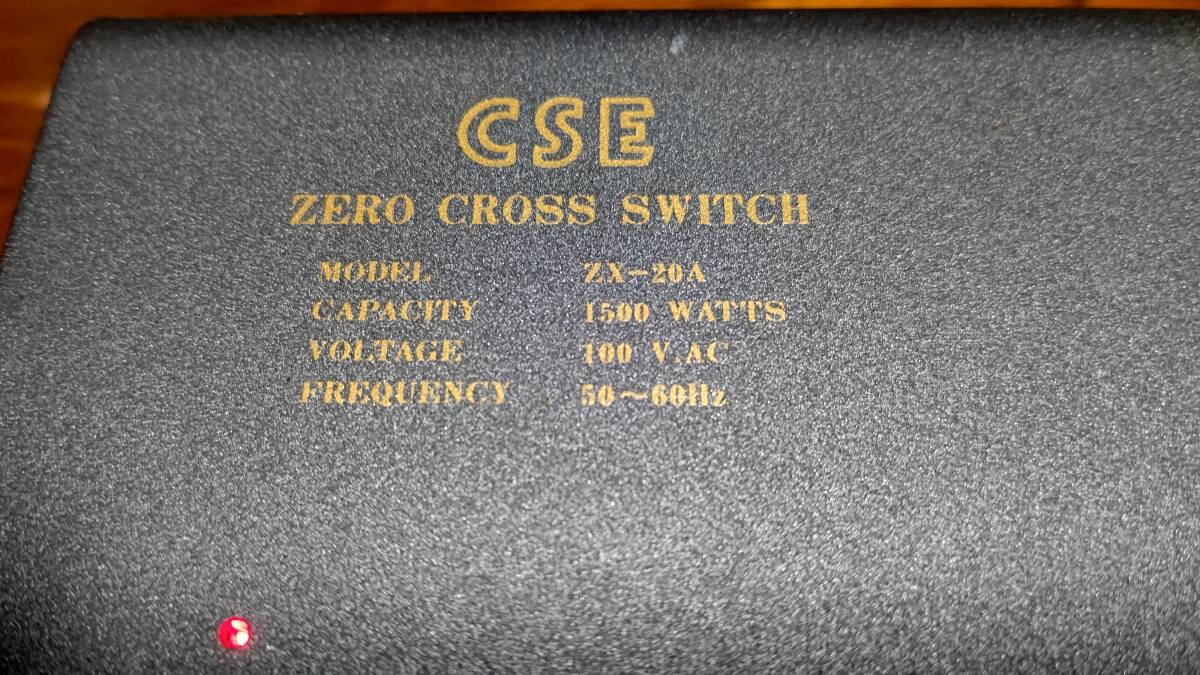 CSE
ZERO CROSS SWITCH
MODEL ZX-20A
CAPACITY 1500 WATTS
VOLTAGE 100 V.AC
FREQUENCY 50~60Hz